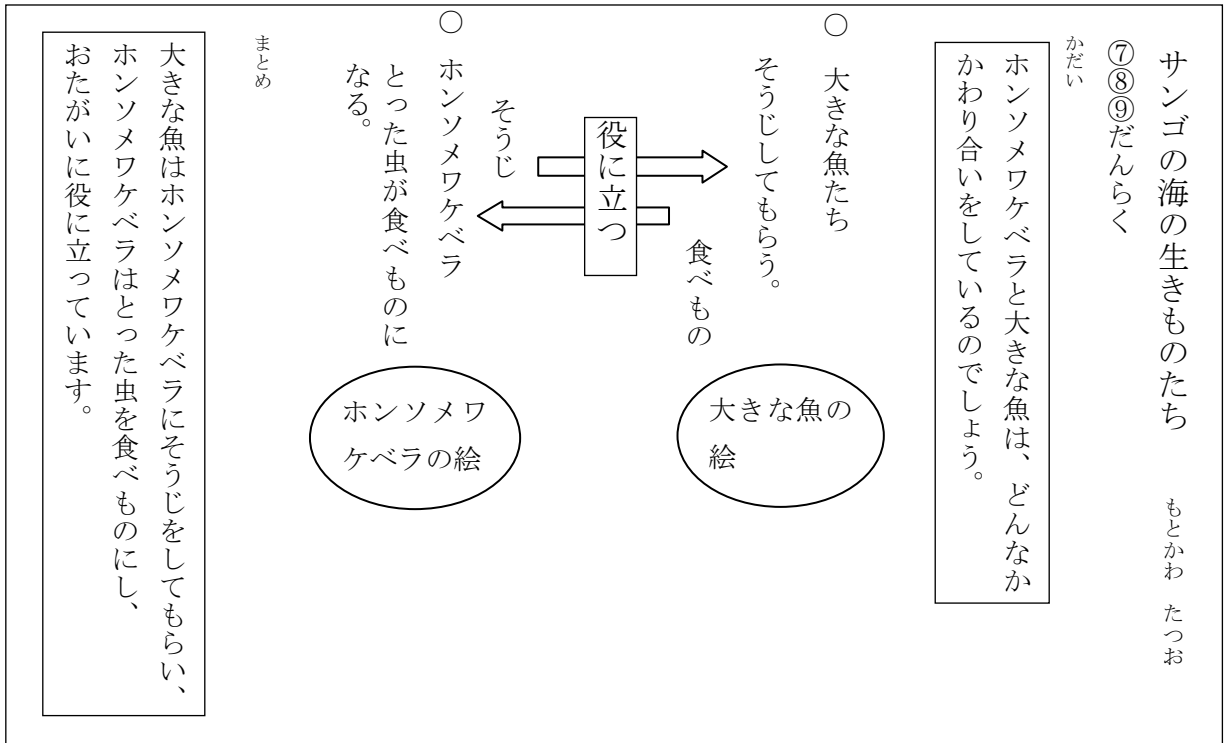 サンゴの海の生きものたち　もとかわ　たつお
⑦⑧⑨だんらく
かだい
ホンソメワケベラと大きな魚は、どんなか
かわり合いをしているのでしょう。
○　大きな魚たち
そうじしてもらう。
食べもの
大きな魚の
絵
役に立つ
そうじ
○　ホンソメワケベラ
とった虫が食べものに
なる。
ホンソメワ
ケベラの絵
まとめ
大きな魚はホンソメワケベラにそうじをしてもらい、
ホンソメワケベラはとった虫を食べものにし、
おたがいに役に立っています。